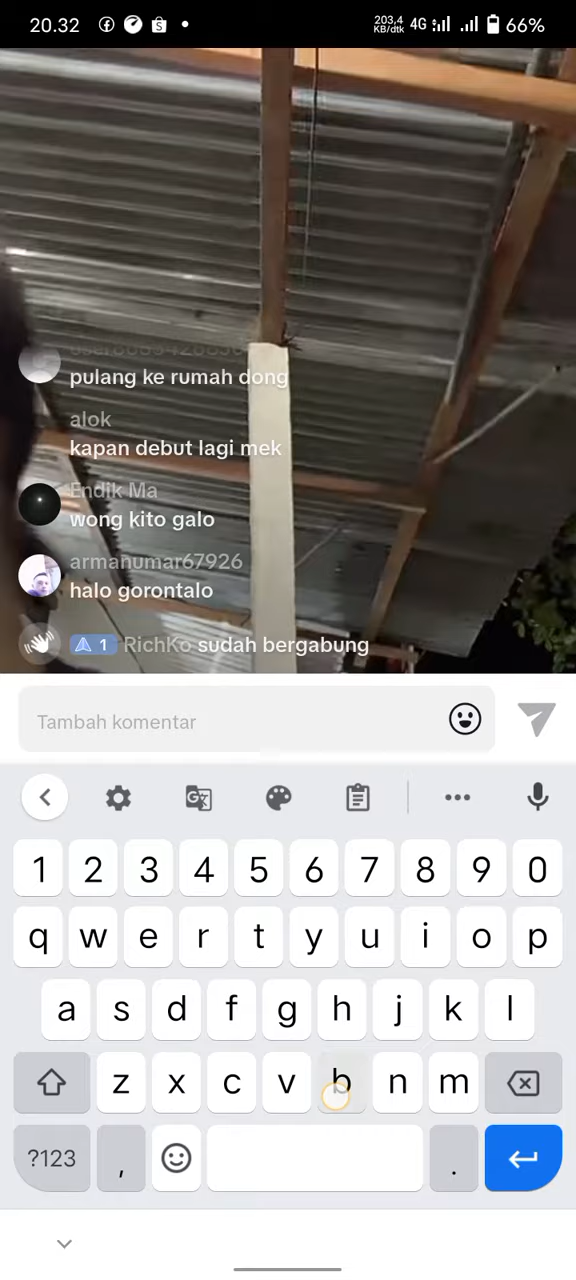 20.32
203,4
KB/dtk
4G
66%
pulang ke rumah dong
alok
kapan debut lagi mek
Endik Ma
wong kito galo
armanumar67926
halo gorontalo
1 RichKo sudah bergabung
Tambah komentar
1 2 3 4 5 6 7 8 9 0
q w e r t y u i o p
a s d f g h j k l
z x c v b n m
?123 , .